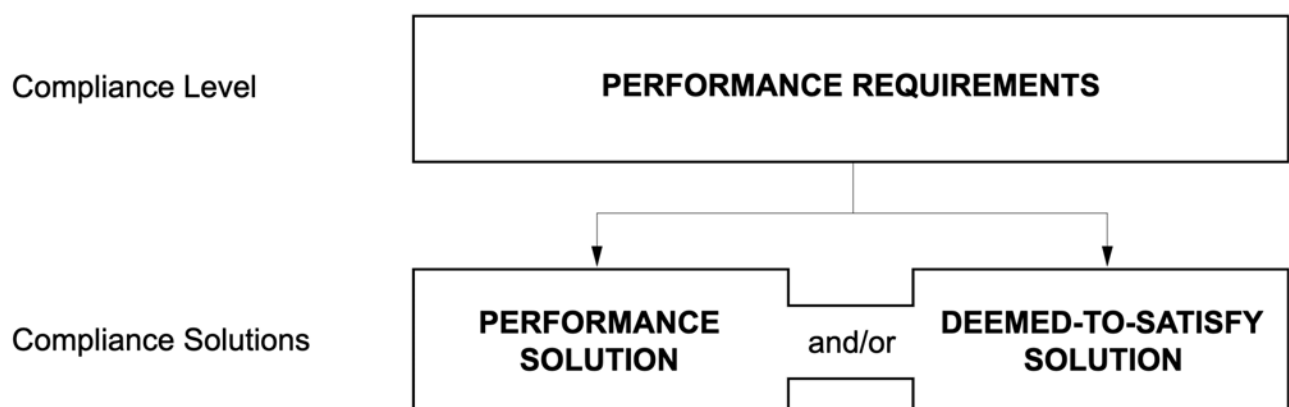 Compliance Level
PERFORMANCE REQUIREMENTS
Compliance Solutions
PERFORMANCE
SOLUTION
and/or
DEEMED-TO-SATISFY
SOLUTION